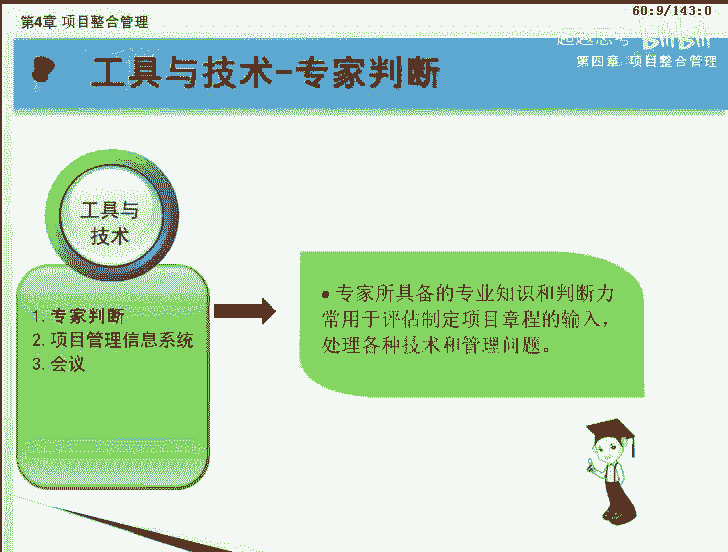 60:9/143:0
第4章 项目整合管理
bilibili
第四章 项目整合管理
工具与技术-专家判断
工具与
技术
1. 专家判断
2. 项目管理信息系统
3. 会议
• 专家所具备的专业知识和判断力
常用于评估制定项目章程的输入，
处理各种技术和管理问题。